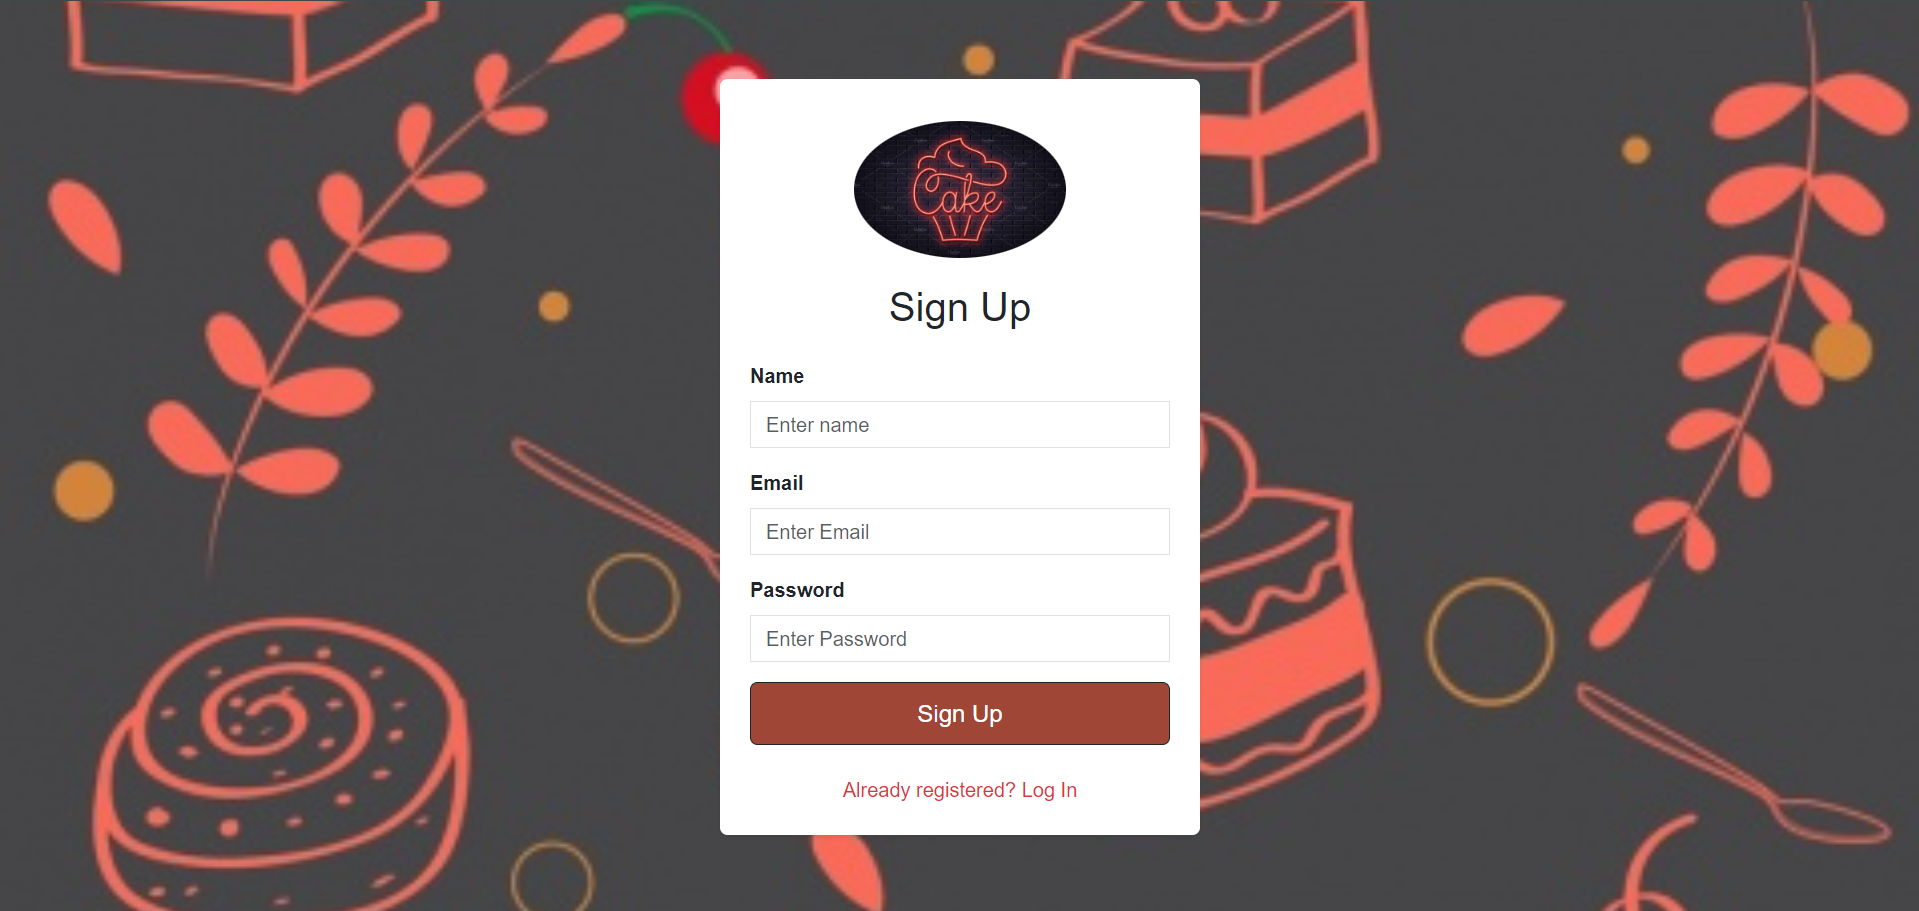 Cake
Sign Up
Name
Enter name
Email
Enter Email
Password
Enter Password
Sign Up
Already registered? Log In